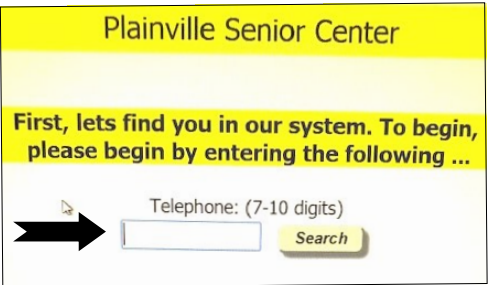 Plainville Senior Center
First, lets find you in our system. To begin,
please begin by entering the following ...
Telephone: (7-10 digits)
Search